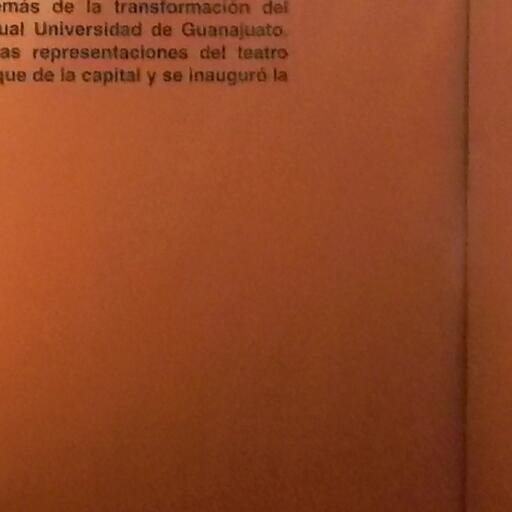 emás de la transformación del
ual Universidad de Guanajuato.
as representaciones del teatro
que de la capital y se inauguró la